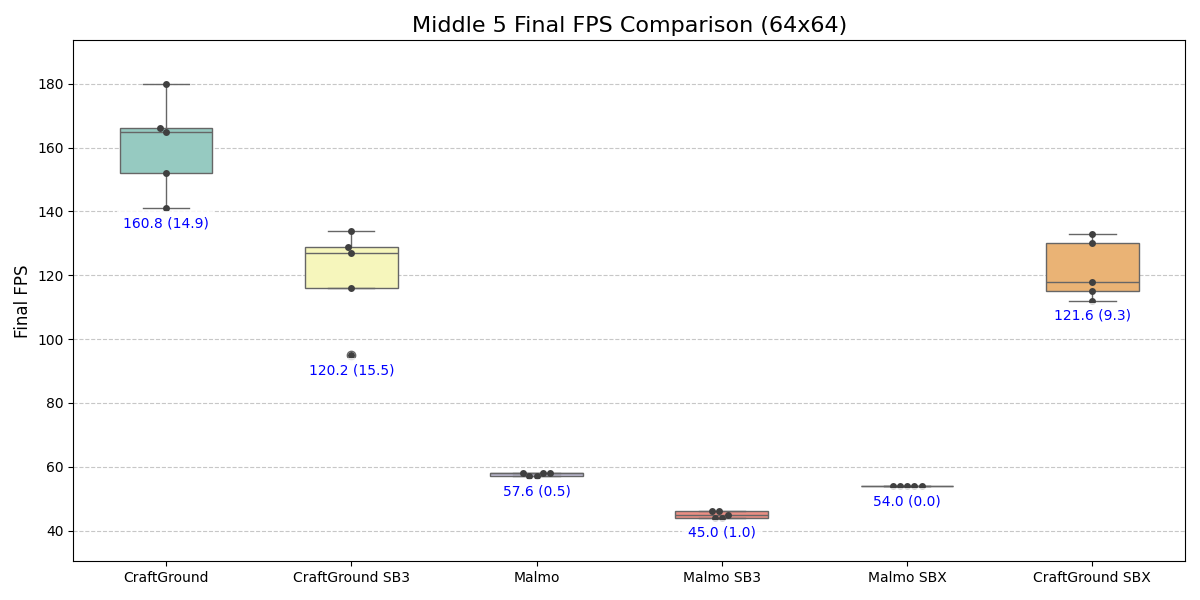 Middle 5 Final FPS Comparison (64x64)
Final FPS
180
160
140
120
100
80
60
40
160.8 (14.9)
120.2 (15.5)
57.6 (0.5)
45.0 (1.0)
54.0 (0.0)
121.6 (9.3)
CraftGround
CraftGround SB3
Malmo
Malmo SB3
Malmo SBX
CraftGround SBX